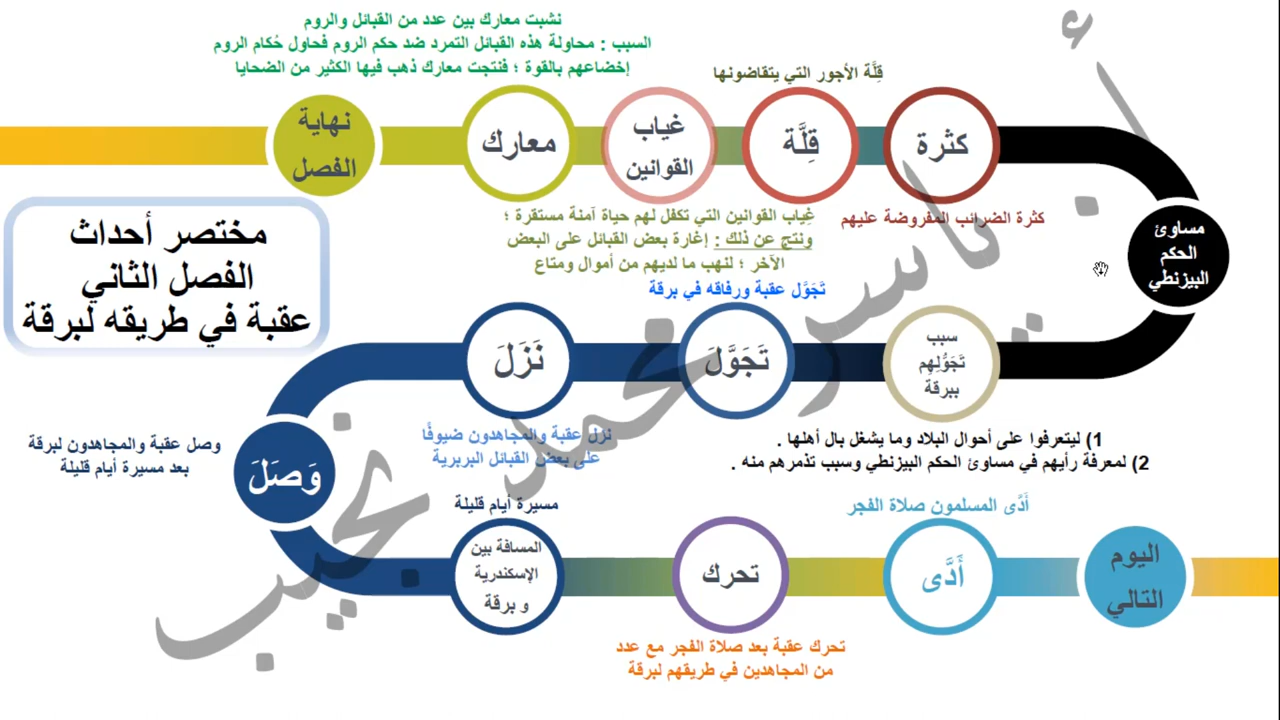 نشبت معارك بين عدد من القبائل والروم
السبب : محاولة هذه القبائل التمرد ضد حكم الروم فحاول حُكام الروم
إخضاعهم بالقوة ؛ فنتجت معارك ذهب فيها الكثير من الضحايا
قِلَّة الأجور التي يتقاضونها
كثرة
قِلَّة
غياب
القوانين
معارك
نهاية
الفصل
كثرة الضرائب المفروضة عليهم
غِياب القوانين التي تكفل لهم حياة آمنة مستقرة ؛
ونتج عن ذلك : إغارة بعض القبائل على البعض
الآخر ؛ لنهب ما لديهم من أموال ومتاع
مساوئ
الحكم
البيزنطي
مختصر أحداث
الفصل الثاني
عقبة في طريقه لبرقة
تَجَوَّل عقبة ورفاقه في برقة
سبب
تَجَوُّلِهِم
ببرقة
تَجَوَّلَ
نَزَلَ
1) ليتعرفوا على أحوال البلاد وما يشغل بال أهلها .
2) لمعرفة رأيهم في مساوئ الحكم البيزنطي وسبب تذمرهم منه .
نزل عقبة والمجاهدون ضيوفًا
على بعض القبائل البربرية
وَصَلَ
وصل عقبة والمجاهدون لبرقة
بعد مسيرة أيام قليلة
مسيرة أيام قليلة
أَدَّى المسلمون صلاة الفجر
اليوم
التالي
أَدَّى
تحرك
المسافة بين
الإسكندرية
و برقة
تحرك عقبة بعد صلاة الفجر مع عدد
من المجاهدين في طريقهم لبرقة
أ. ياسر محمد نجيب